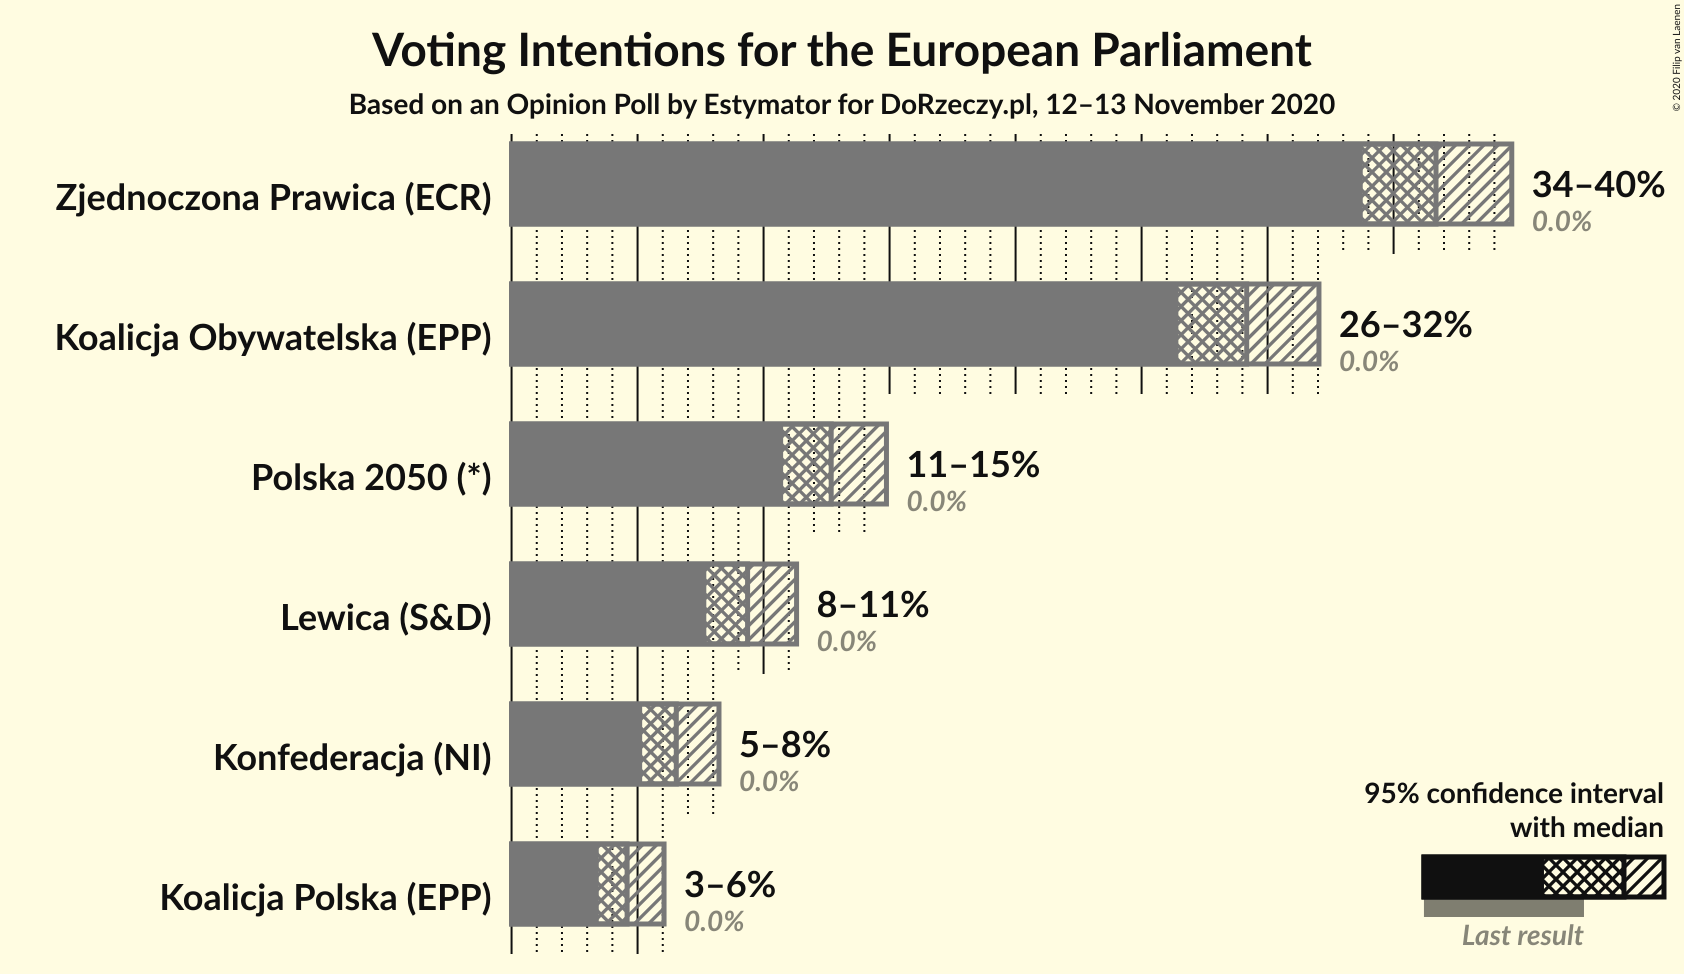 Voting Intentions for the European Parliament
Based on an Opinion Poll by Estymator for DoRzeczy.pl, 12–13 November 2020
© 2020 Filip van Laenen
Zjednoczona Prawica (ECR)
34–40%
0.0%
Koalicja Obywatelska (EPP)
26–32%
0.0%
Polska 2050 (*)
11–15%
0.0%
Lewica (S&D)
8–11%
0.0%
Konfederacja (NI)
5–8%
0.0%
Koalicja Polska (EPP)
3–6%
0.0%
95% confidence interval
with median
Last result